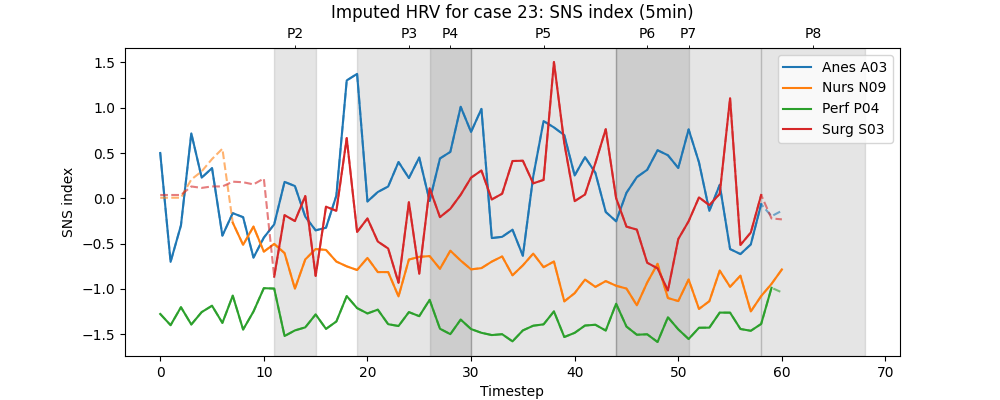 Imputed HRV for case 23: SNS index (5min)
P2 P3 P4 P5 P6 P7 P8
1.5
1.0
0.5
0.0
−0.5
−1.0
−1.5
SNS index
Anes A03
Nurs N09
Perf P04
Surg S03
0 10 20 30 40 50 60 70
Timestep